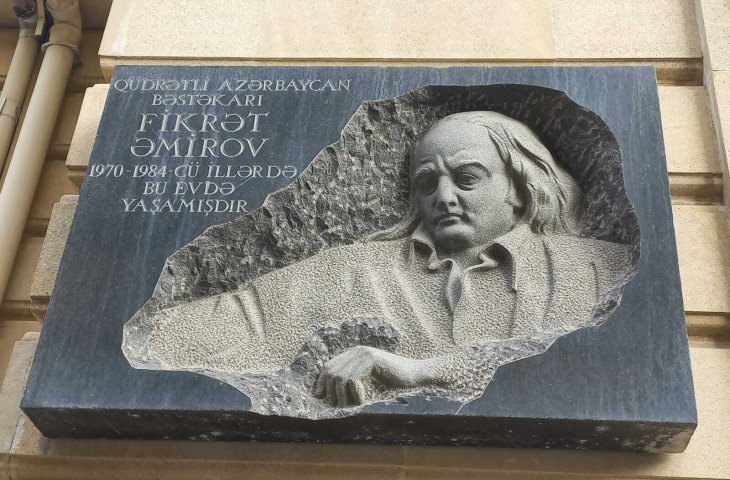 QÜDRƏTLİ AZƏRBAYCAN
BƏSTƏKARI
FİKRƏT
ƏMİROV
1970-1984-CÜ İLLƏRDƏ
BU EVDƏ
YAŞAMIŞDIR